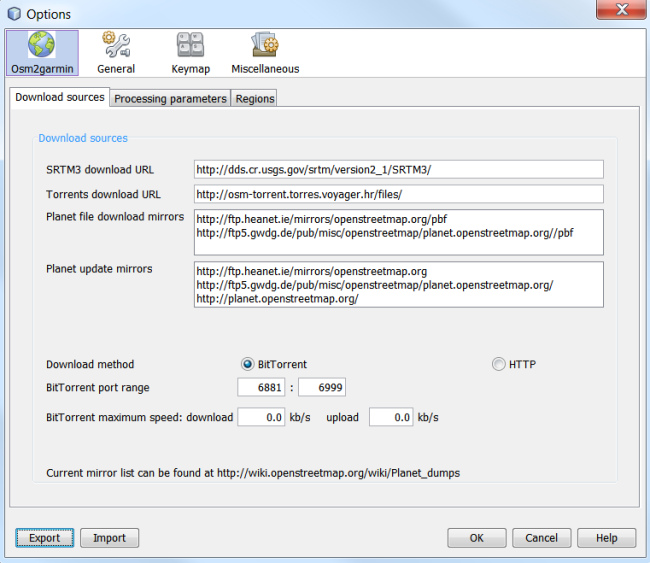 Options
Osm2garmin General Keymap Miscellaneous
Download sources Processing parameters Regions
Download sources
SRTM3 download URL http://dds.cr.usgs.gov/srtm/version2_1/SRTM3/
Torrents download URL http://osm-torrent.torres.voyager.hr/files/
Planet file download mirrors http://ftp.heanet.ie/mirrors/openstreetmap.org/pbf
http://ftp5.gwdg.de/pub/misc/openstreetmap/planet.openstreetmap.org//pbf
Planet update mirrors http://ftp.heanet.ie/mirrors/openstreetmap.org
http://ftp5.gwdg.de/pub/misc/openstreetmap/planet.openstreetmap.org/
http://planet.openstreetmap.org/
Download method BitTorrent HTTP
BitTorrent port range 6881 : 6999
BitTorrent maximum speed: download 0.0 kb/s upload 0.0 kb/s
Current mirror list can be found at http://wiki.openstreetmap.org/wiki/Planet_dumps
Export Import OK Cancel Help